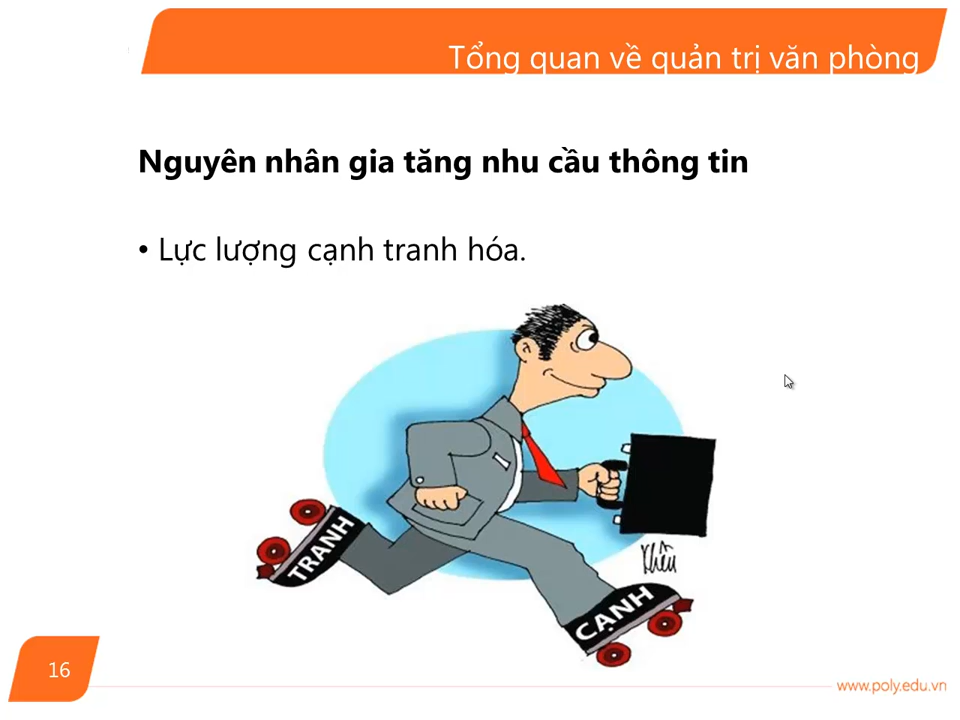 Tổng quan về quản trị văn phòng
Nguyên nhân gia tăng nhu cầu thông tin
• Lực lượng cạnh tranh hóa.
TRANH
CẠNH
Khều
16
www.poly.edu.vn